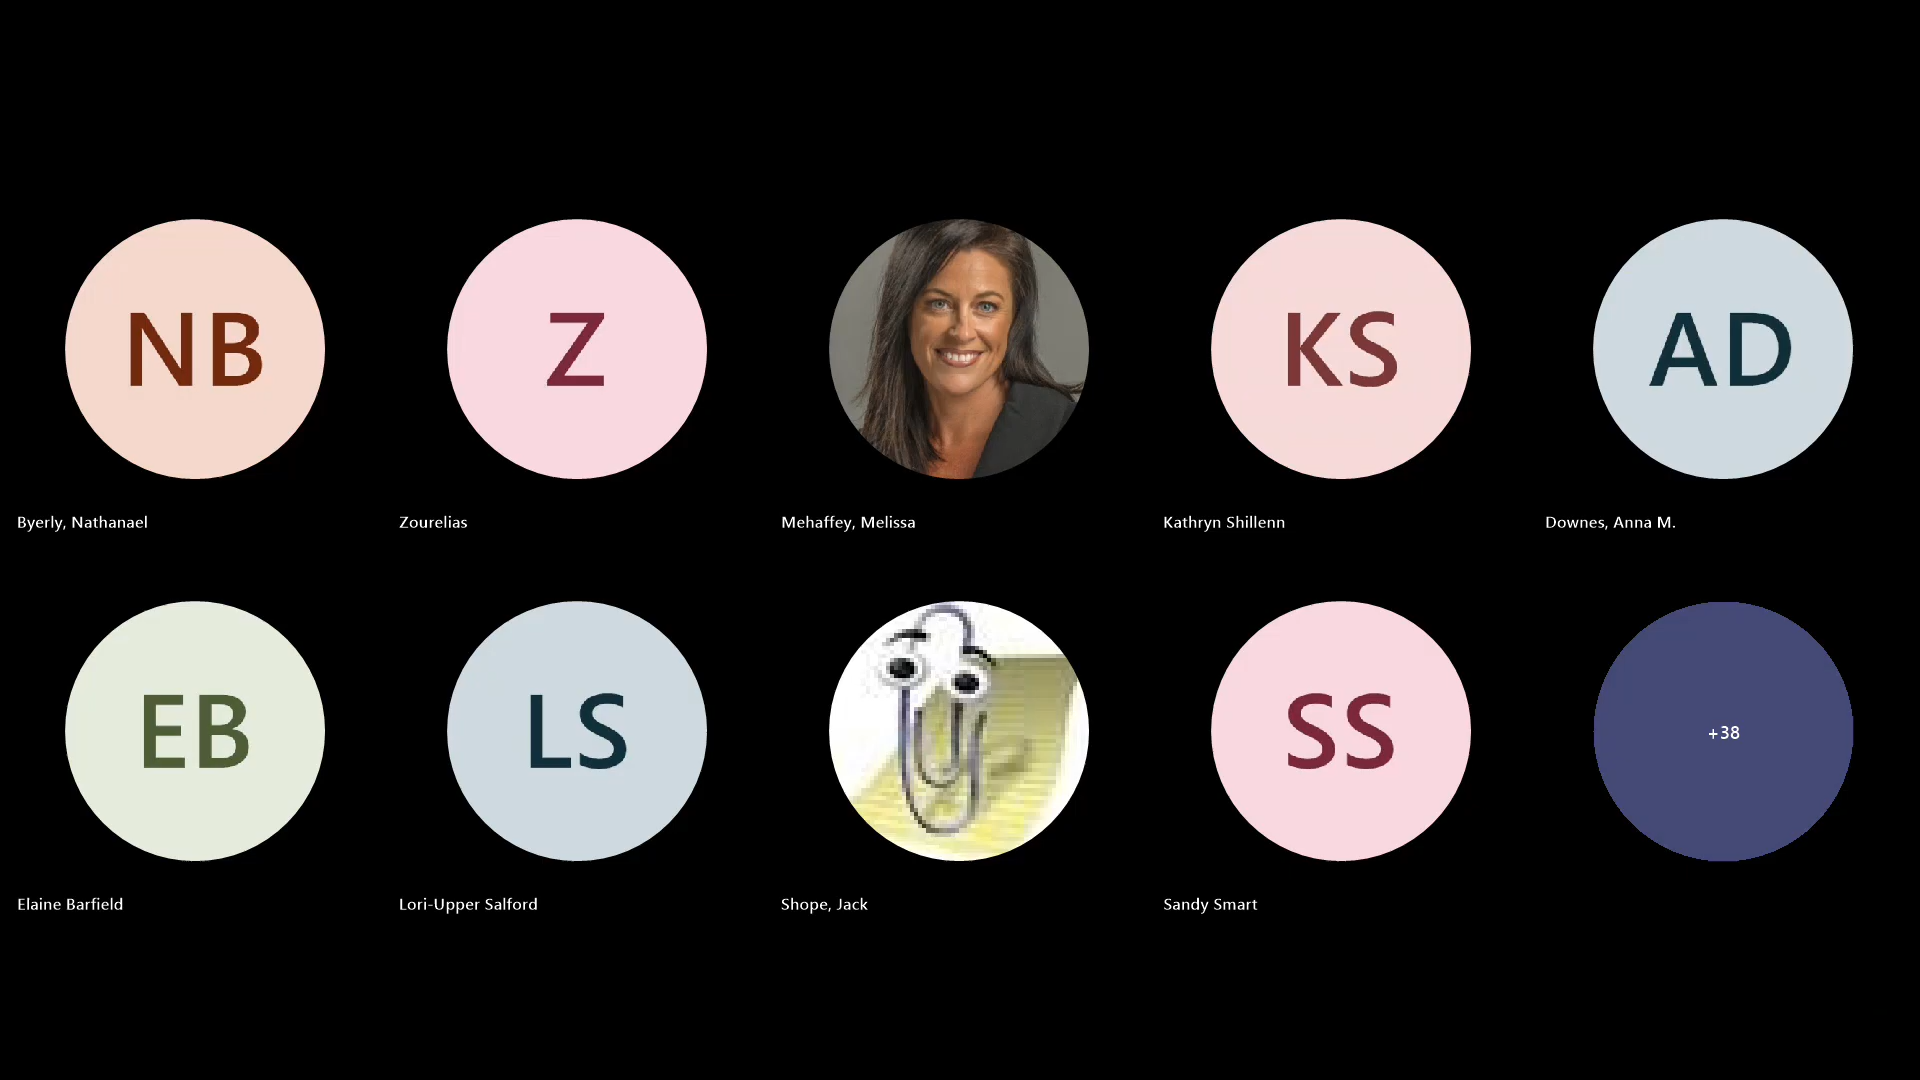 NB
Z
KS
AD
Byerly, Nathanael
Zourelias
Mehaffey, Melissa
Kathryn Shillenn
Downes, Anna M.
EB
LS
SS
+38
Elaine Barfield
Lori-Upper Salford
Shope, Jack
Sandy Smart